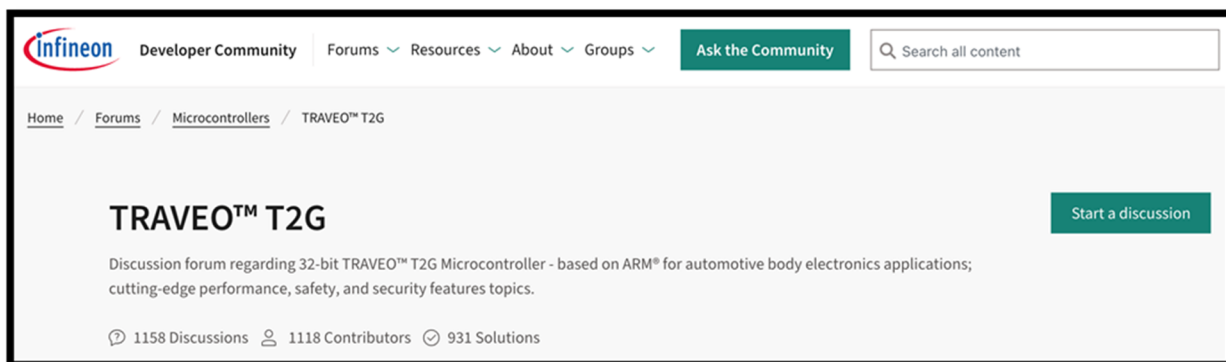 infineon Developer Community Forums Resources About Groups Ask the Community Search all content
Home / Forums / Microcontrollers / TRAVEO™ T2G
TRAVEO™ T2G
Start a discussion
Discussion forum regarding 32-bit TRAVEO™ T2G Microcontroller - based on ARM® for automotive body electronics applications;
cutting-edge performance, safety, and security features topics.
1158 Discussions 1118 Contributors 931 Solutions